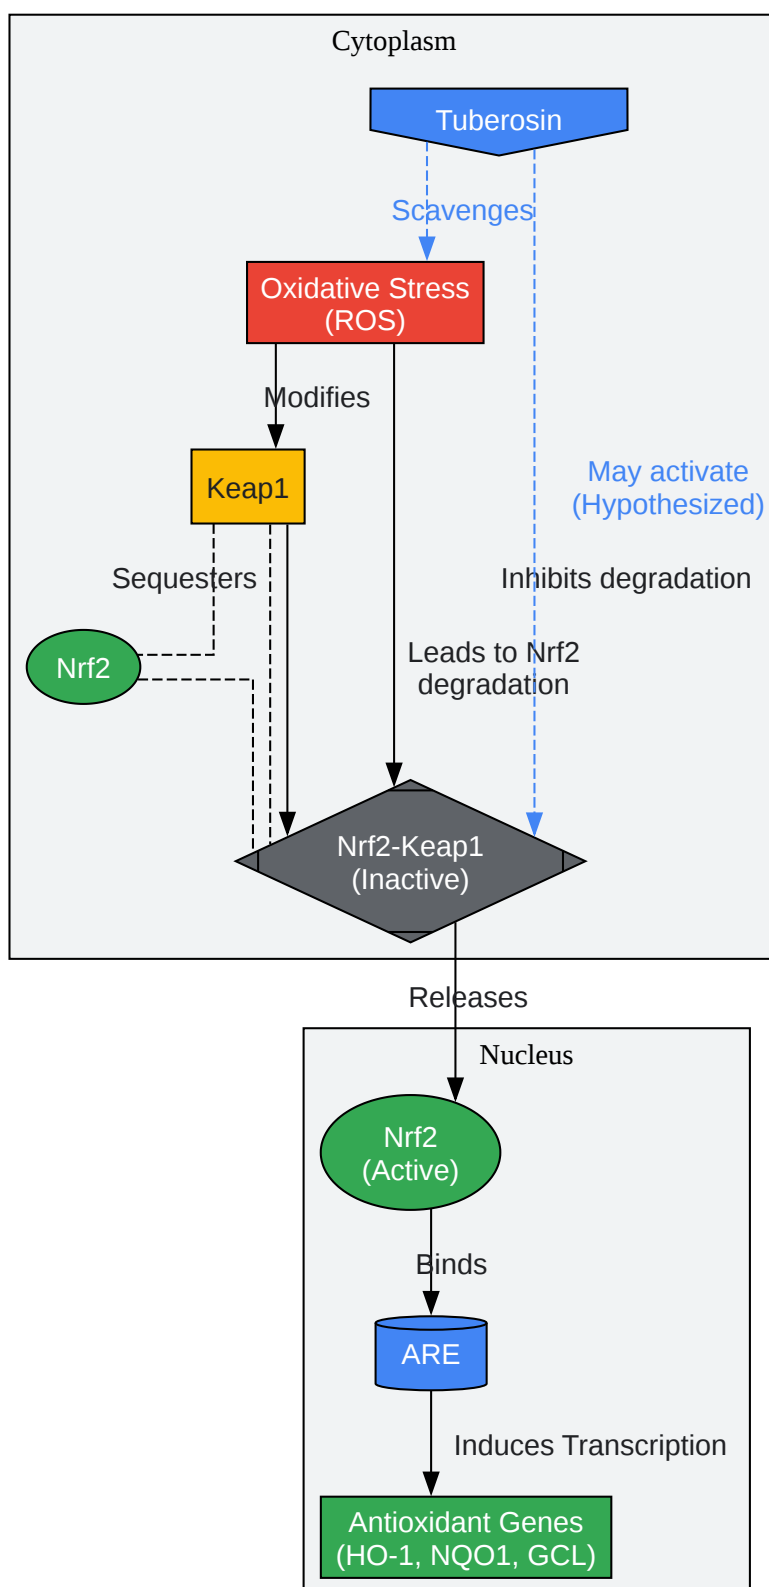 Cytoplasm
Tuberosin
Scavenges
Oxidative Stress
(ROS)
Modifies
Keap1
May activate
(Hypothesized)
Sequesters
Inhibits degradation
Nrf2
Leads to Nrf2
degradation
Nrf2-Keap1
(Inactive)
Releases
Nucleus
Nrf2
(Active)
Binds
ARE
Induces Transcription
Antioxidant Genes
(HO-1, NQO1, GCL)